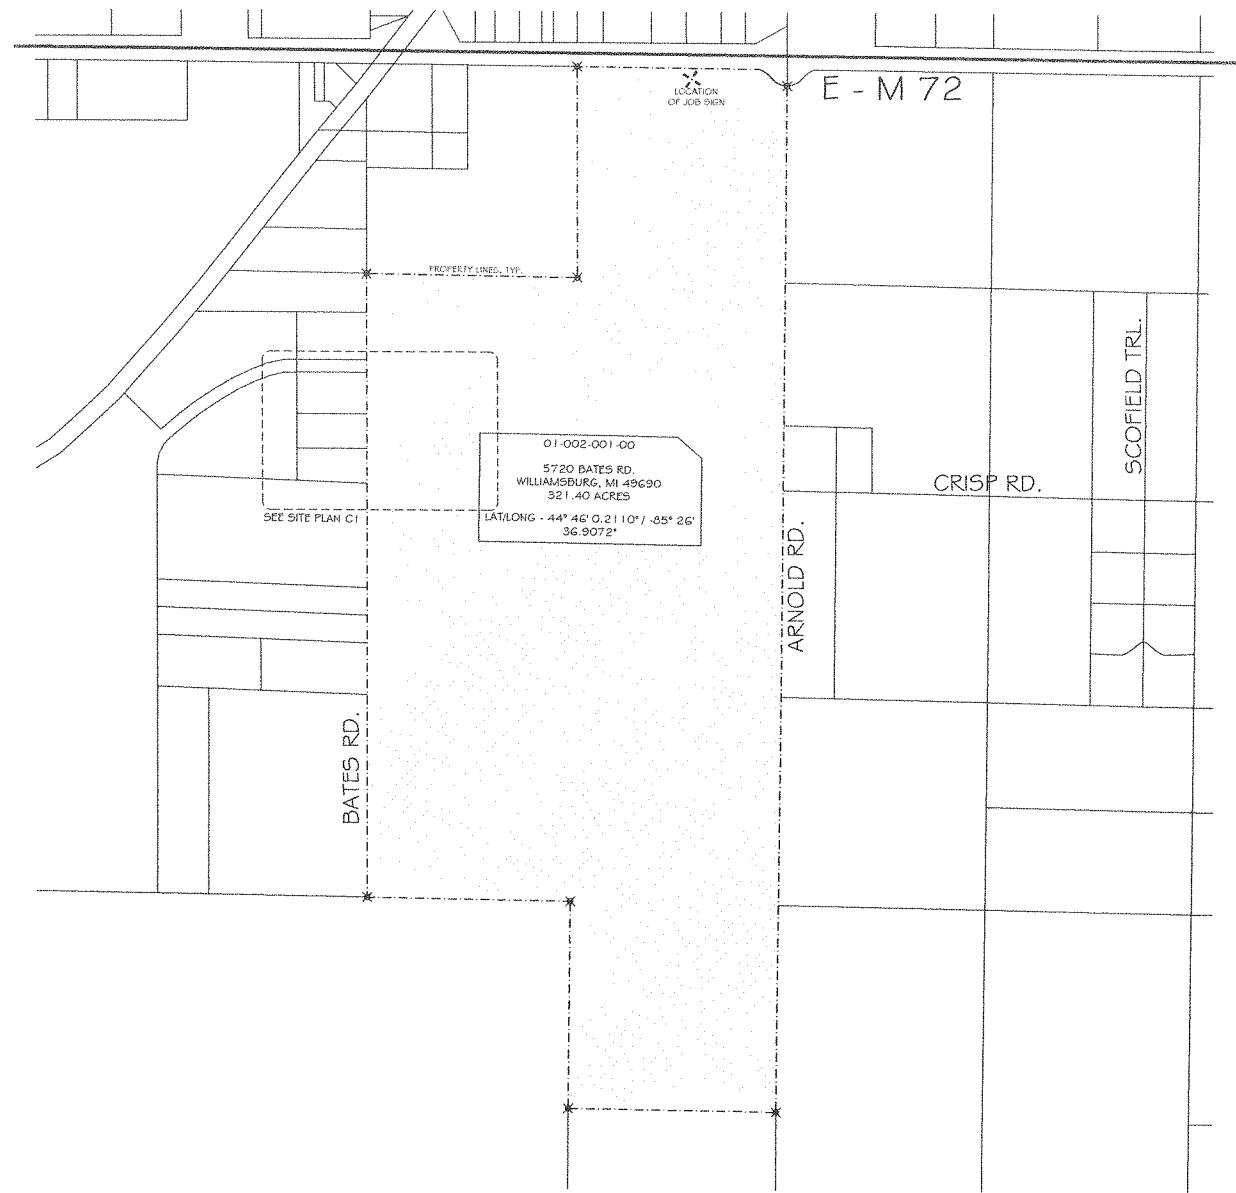 E - M 72
LOCATION
OF JOB SIGN
PROPERTY LINES, TYP.
SCOFIELD TRL.
01-002-001-00
5720 BATES RD.
WILLIAMSBURG, MI 49690
321.40 ACRES
LAT/LONG - 44° 46' 0.2110" / -85° 26'
36.9072"
CRISP RD.
SEE SITE PLAN C1
ARNOLD RD.
BATES RD.